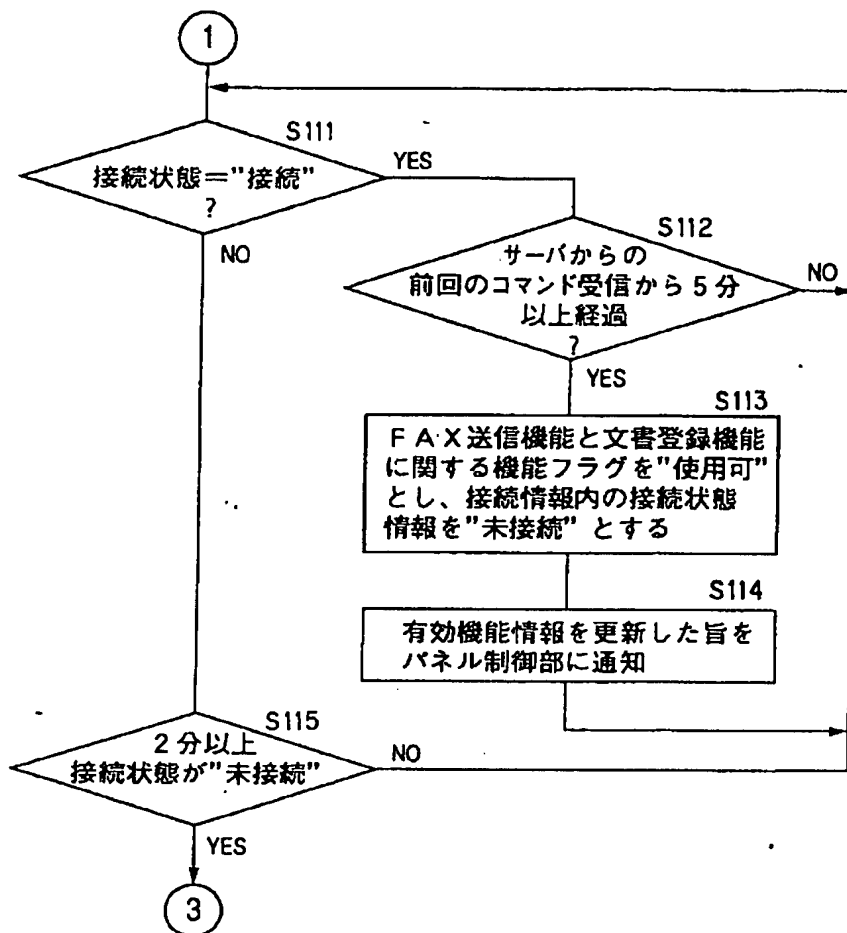 1
S111
接続状態="接続"
?
YES
NO
S112
サーバからの
前回のコマンド受信から5分
以上経過
?
NO
YES
S113
FAX送信機能と文書登録機能
に関する機能フラグを"使用可"
とし、接続情報内の接続状態
情報を"未接続"とする
S114
有効機能情報を更新した旨を
パネル制御部に通知
S115
2分以上
接続状態が"未接続"
NO
YES
3